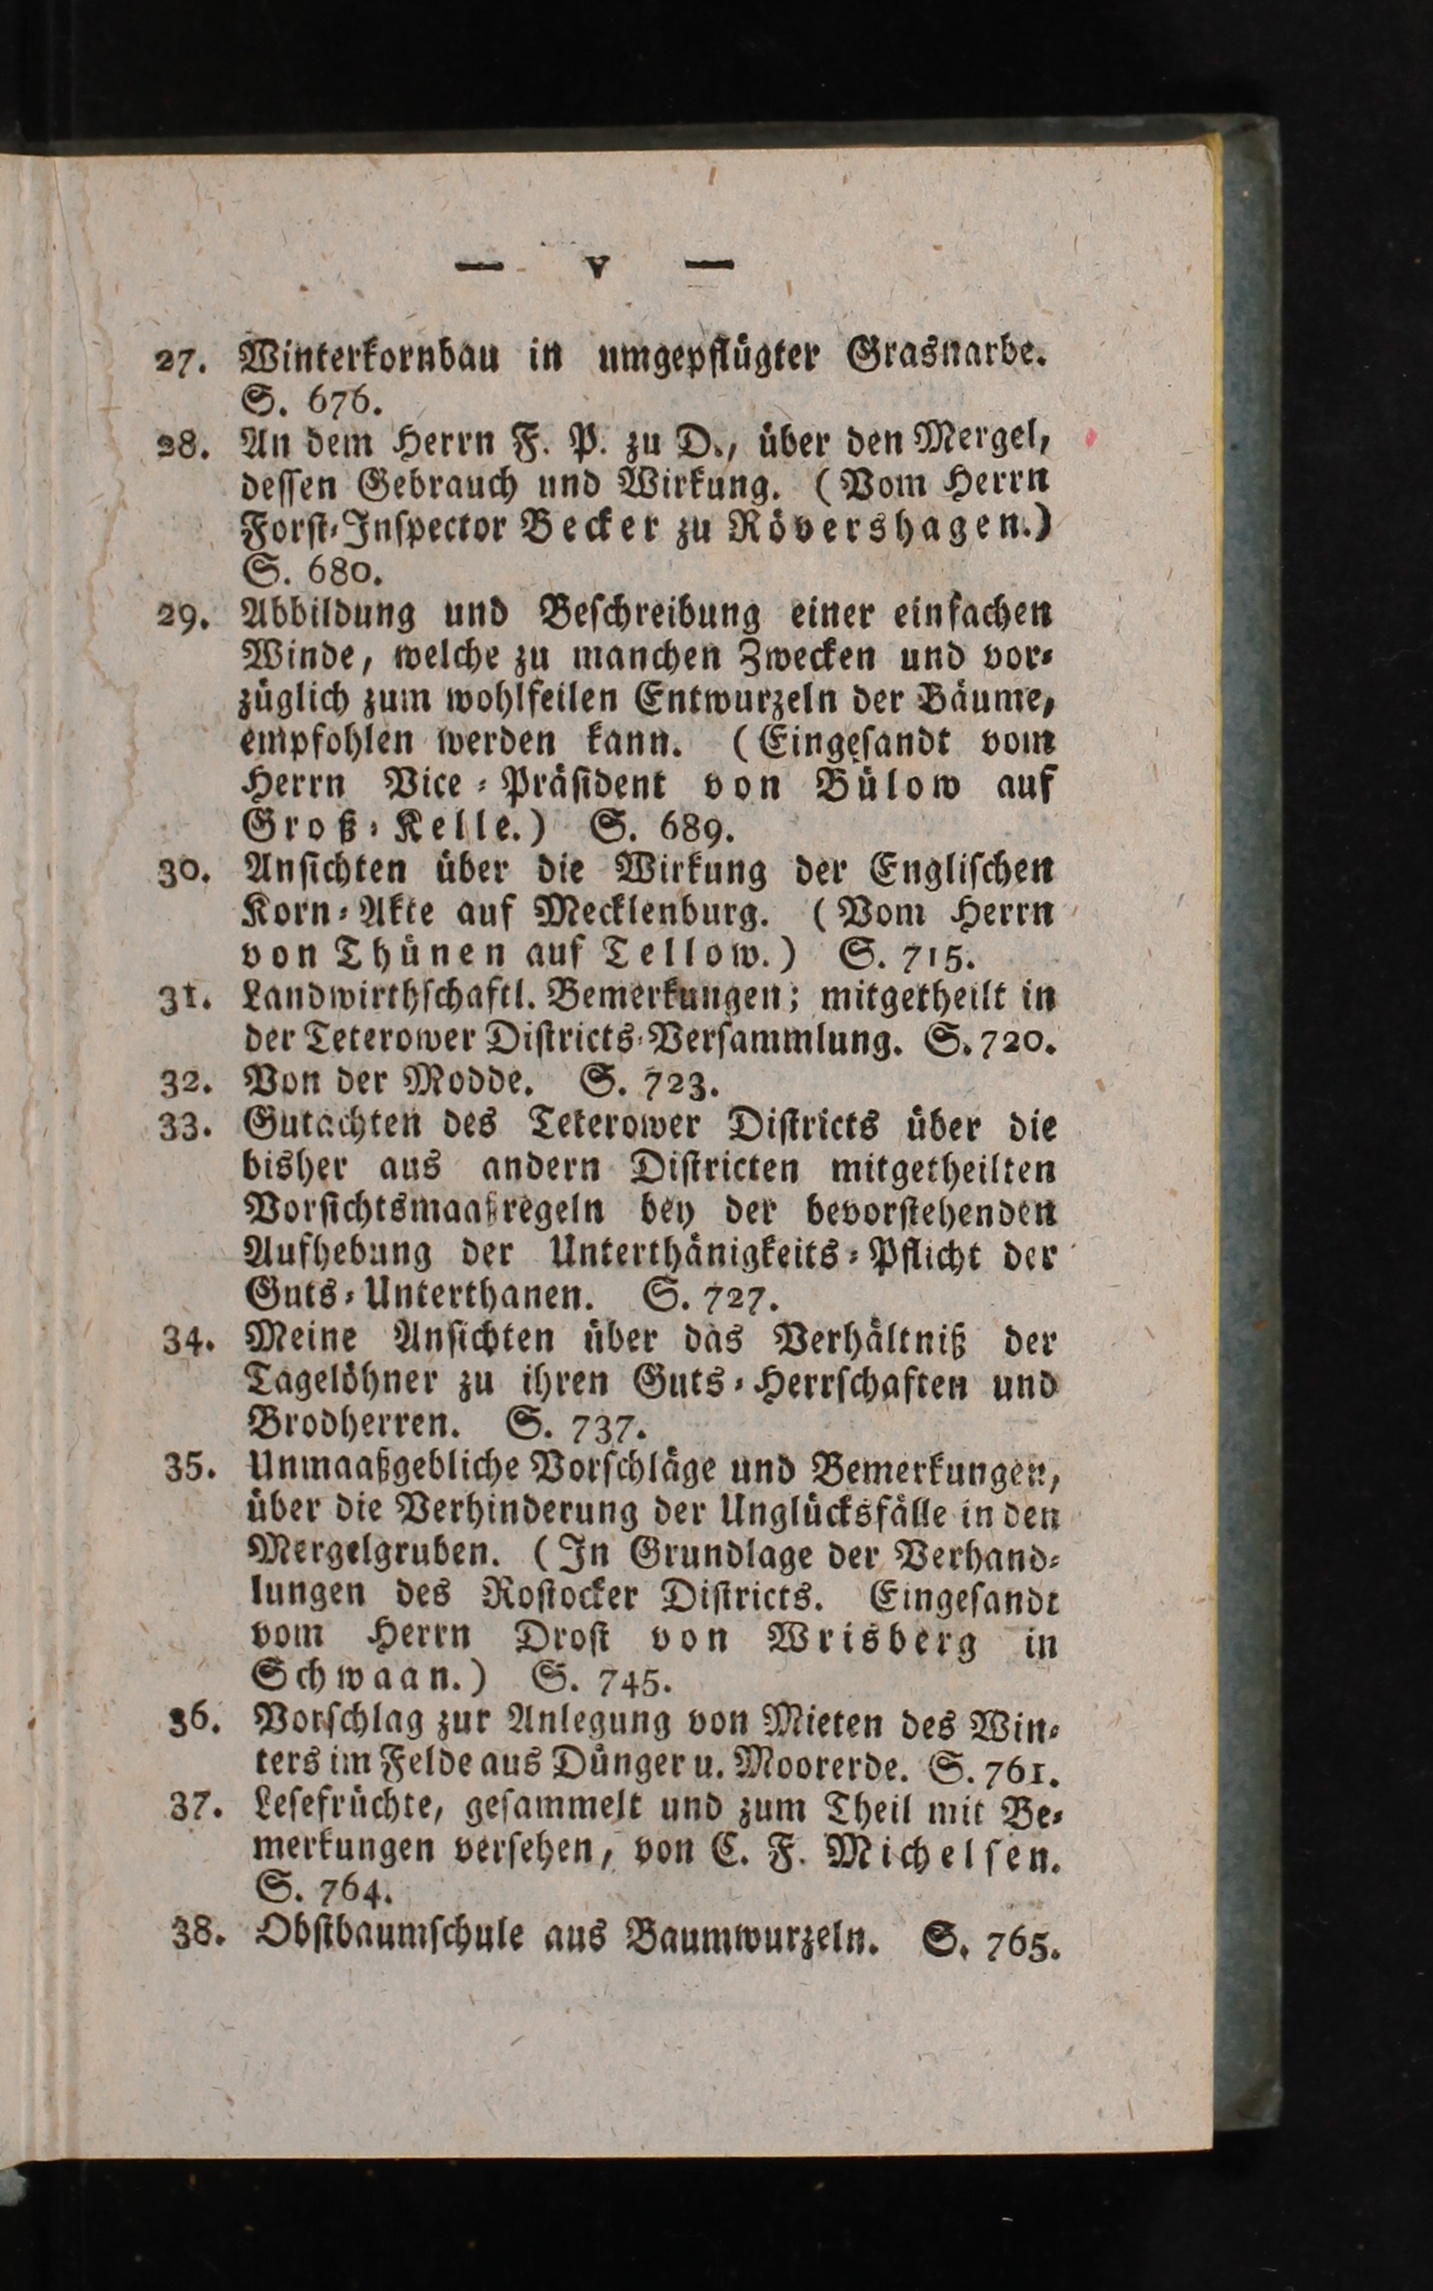 — v —
27. Winterkornbau in umgepflügter Grasnarbe.
S. 676.
28. An dem Herrn F. P. zu D., über den Mergel,
dessen Gebrauch und Wirkung. (Vom Herrn
Forst-Inspector Becker zu Rövershagen.)
S. 680.
29. Abbildung und Beschreibung einer einfachen
Winde, welche zu manchen Zwecken und vor-
züglich zum wohlfeilen Entwurzeln der Bäume,
empfohlen werden kann. (Eingesandt vom
Herrn Vice-Präsident von Bülow auf
Groß-Kelle.) S. 689.
30. Ansichten über die Wirkung der Englischen
Korn-Akte auf Mecklenburg. (Vom Herrn
von Thünen auf Tellow.) S. 715.
31. Landwirthschaftl. Bemerkungen; mitgetheilt in
der Teterower Districts-Versammlung. S. 720.
32. Von der Modde. S. 723.
33. Gutachten des Teterower Districts über die
bisher aus andern Districten mitgetheilten
Vorsichtsmaaßregeln bey der bevorstehenden
Aufhebung der Unterthänigkeits-Pflicht der
Guts-Unterthanen. S. 727.
34. Meine Ansichten über das Verhältniß der
Tagelöhner zu ihren Guts-Herrschaften und
Brodherren. S. 737.
35. Unmaaßgebliche Vorschläge und Bemerkungen,
über die Verhinderung der Unglücksfälle in den
Mergelgruben. (In Grundlage der Verhand-
lungen des Rostocker Districts. Eingesandt
vom Herrn Drost von Wrisberg in
Schwaan.) S. 745.
36. Vorschlag zur Anlegung von Mieten des Win-
ters im Felde aus Dünger u. Moorerde. S. 761.
37. Lesefrüchte, gesammelt und zum Theil mit Be-
merkungen versehen, von C. F. Michelsen.
S. 764.
38. Obstbaumschule aus Baumwurzeln. S. 765.